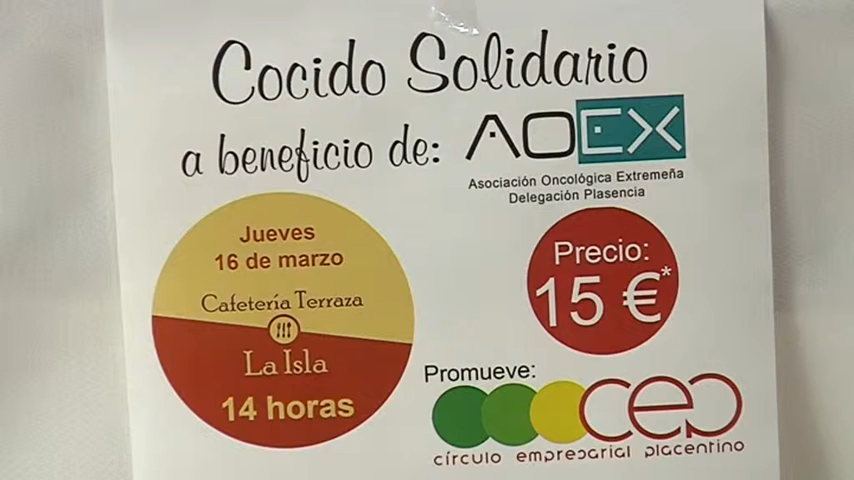 Cocido Solidario
a beneficio de:
AOEX
Asociación Oncológica Extremeña
Delegación Plasencia
Jueves
16 de marzo
Cafetería Terraza
La Isla
14 horas
Precio:
15 €*
Promueve:
cep
círculo empresarial placentino